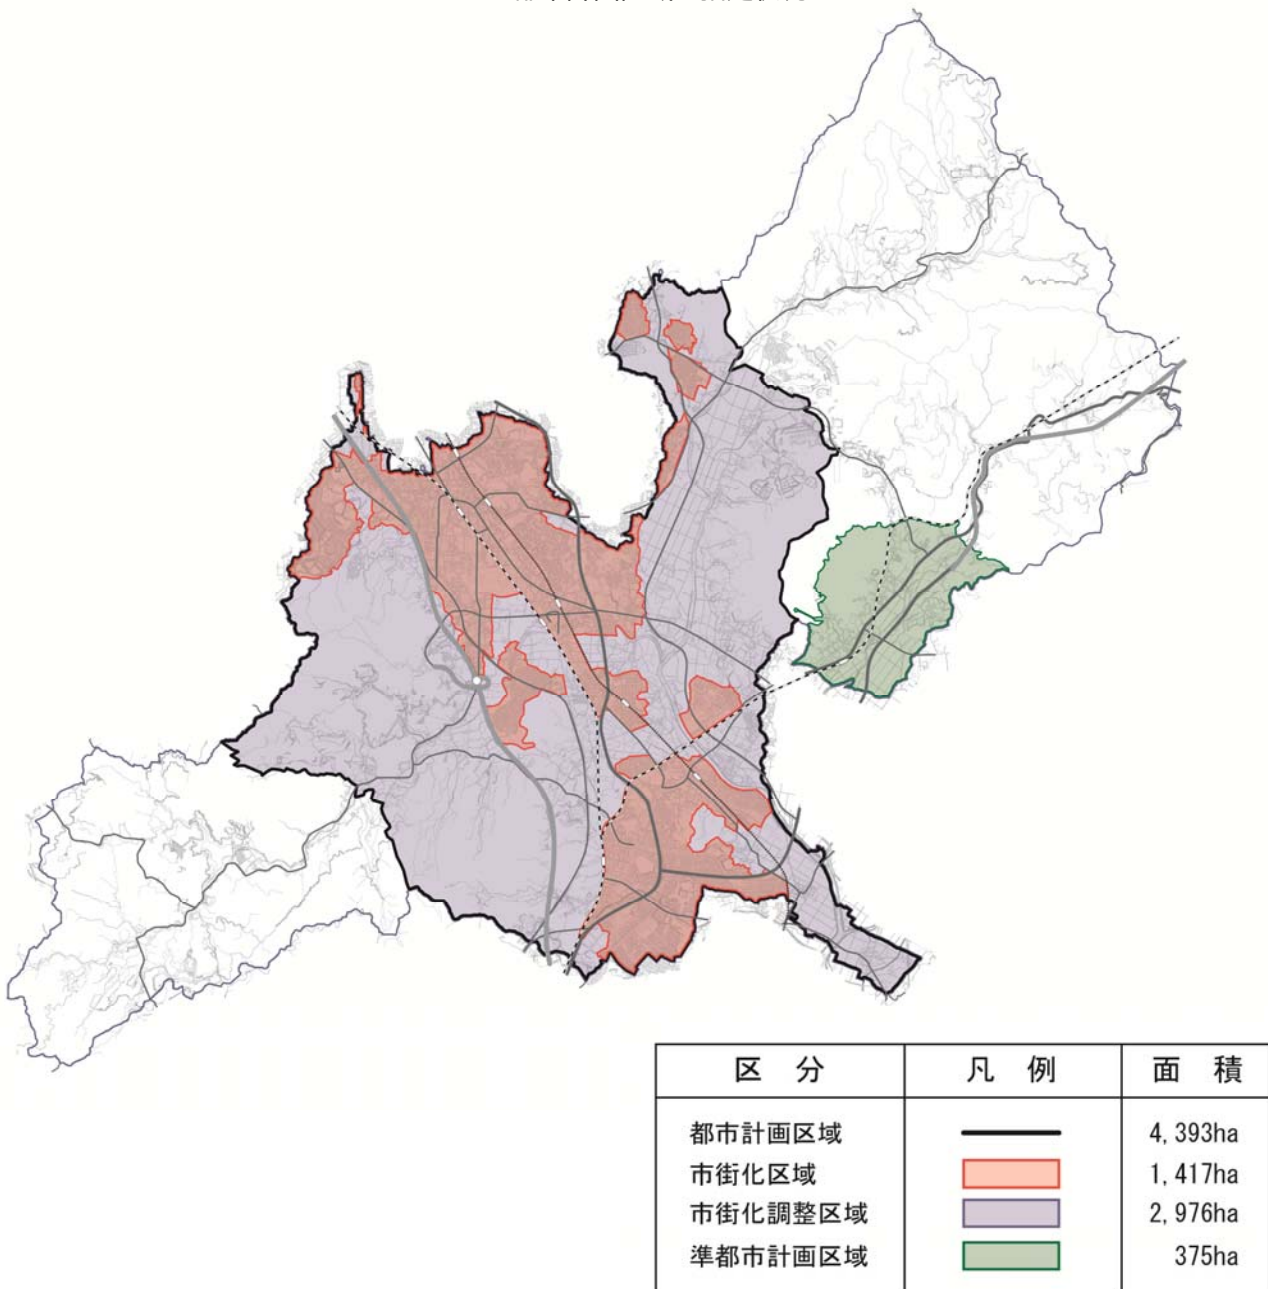 区 分 凡 例 面 積
都市計画区域 4,393ha
市街化区域 1,417ha
市街化調整区域 2,976ha
準都市計画区域 375ha